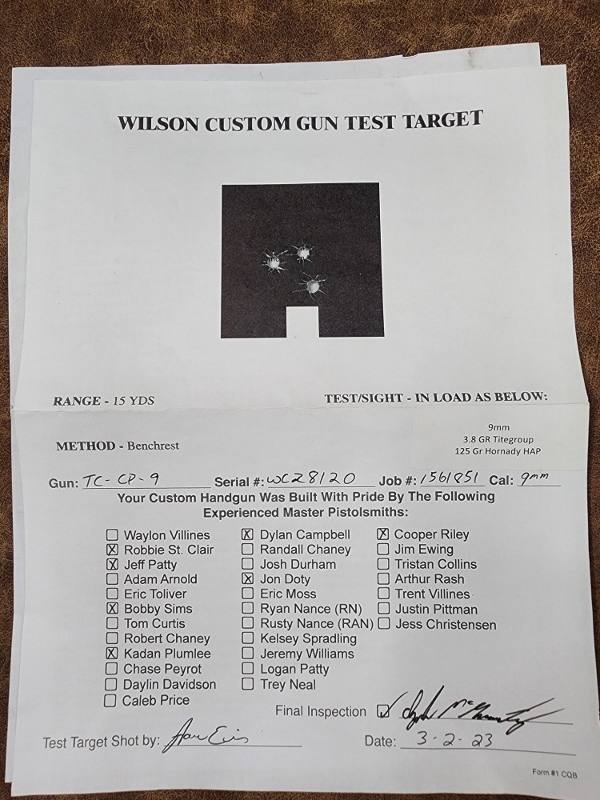 WILSON CUSTOM GUN TEST TARGET
RANGE - 15 YDS
TEST/SIGHT - IN LOAD AS BELOW:
9mm
3.8 GR Titegroup
125 Gr Hornady HAP
METHOD - Benchrest
Gun: TC-CP-9 Serial #: WCZ8120 Job #: 1561851 Cal: 9mm
Your Custom Handgun Was Built With Pride By The Following
Experienced Master Pistolsmiths:
☐ Waylon Villines ☒ Dylan Campbell ☒ Cooper Riley
☒ Robbie St. Clair ☐ Randall Chaney ☐ Jim Ewing
☒ Jeff Patty ☐ Josh Durham ☐ Tristan Collins
☐ Adam Arnold ☒ Jon Doty ☐ Arthur Rash
☐ Eric Toliver ☐ Eric Moss ☐ Trent Villines
☒ Bobby Sims ☐ Ryan Nance (RN) ☐ Justin Pittman
☐ Tom Curtis ☐ Rusty Nance (RAN) ☐ Jess Christensen
☐ Robert Chaney ☐ Kelsey Spradling
☒ Kadan Plumlee ☐ Jeremy Williams
☐ Chase Peyrot ☐ Logan Patty
☐ Daylin Davidson ☐ Trey Neal
☐ Caleb Price
Final Inspection ☑
Test Target Shot by:
Date: 3-2-23
Form #1 CQB